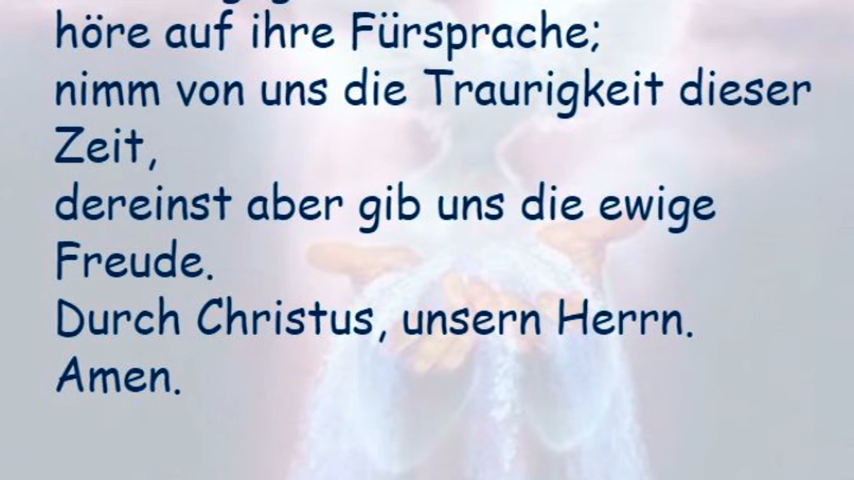 höre auf ihre Fürsprache;
nimm von uns die Traurigkeit dieser
Zeit,
dereinst aber gib uns die ewige
Freude.
Durch Christus, unsern Herrn.
Amen.